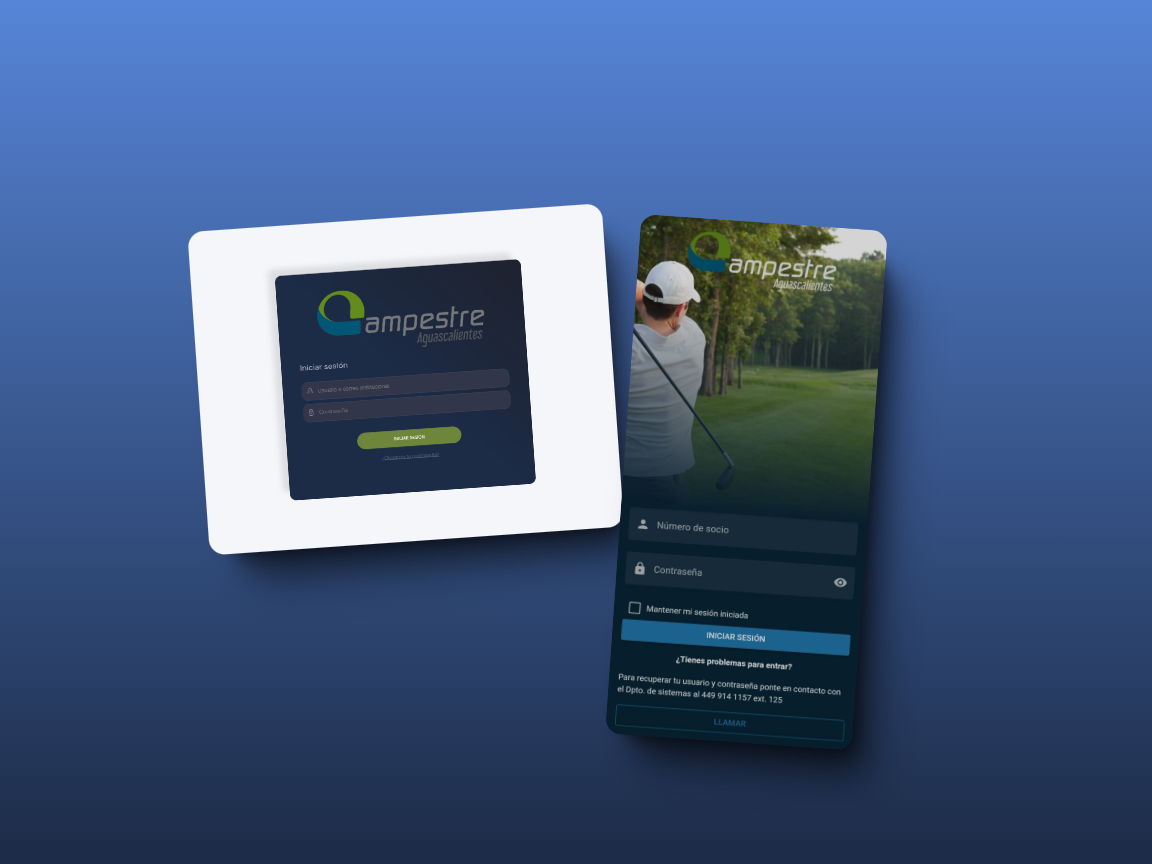 ampestre
Aguascalientes
Iniciar sesión
Usuario o correo institucional
Contraseña
INICIAR SESIÓN
ampestre
Aguascalientes
Número de socio
Contraseña
Mantener mi sesión iniciada
INICIAR SESIÓN
¿Tienes problemas para entrar?
Para recuperar tu usuario y contraseña ponte en contacto con
el Dpto. de sistemas al 449 914 1157 ext. 125
LLAMAR